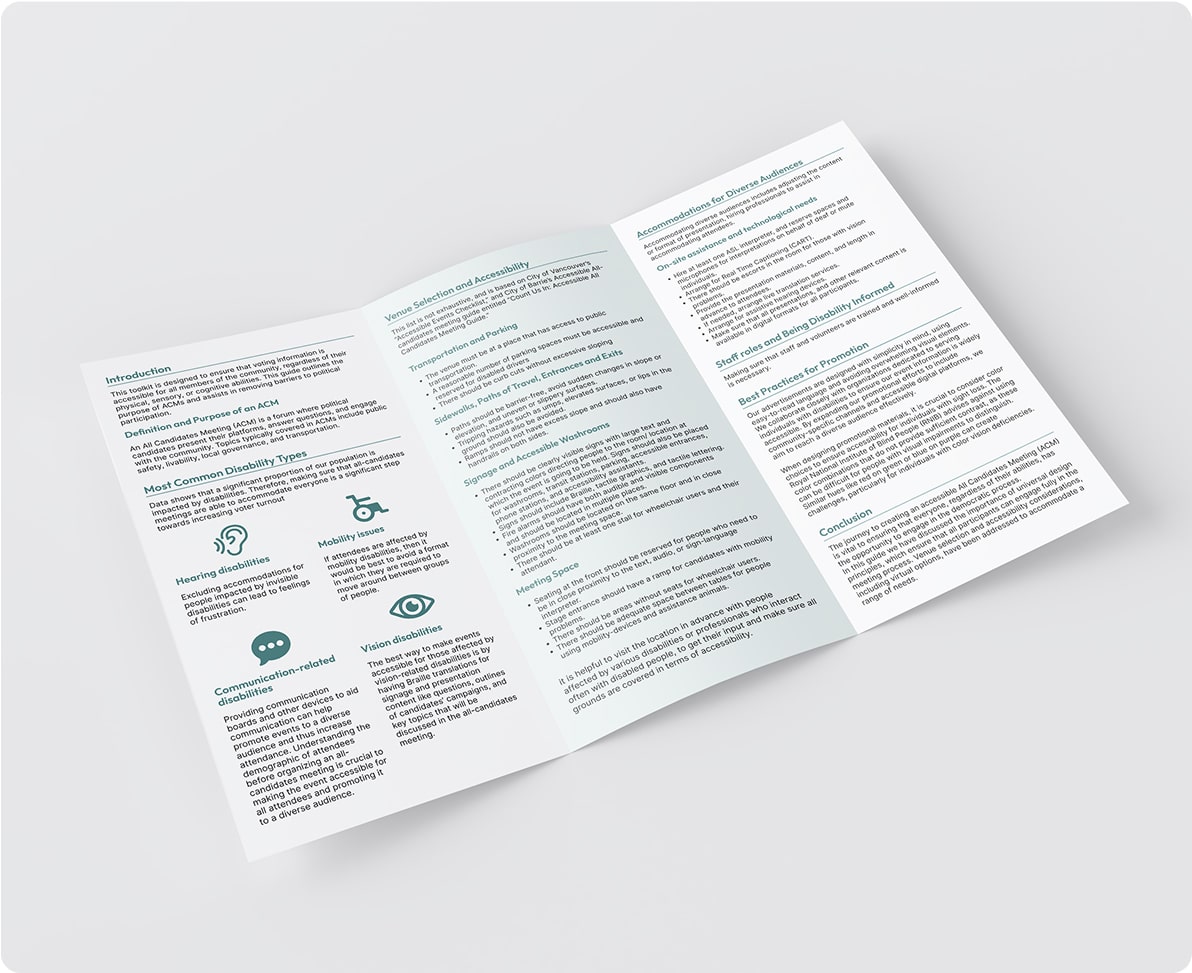 Introduction
This toolkit is designed to ensure that voting information is
accessible for all members of the community, regardless of their
physical, sensory, or cognitive abilities. This guide outlines the
purpose of ACMs and assists in removing barriers to political
participation.
Definition and Purpose of an ACM
An All Candidates Meeting (ACM) is a forum where political
candidates present their platforms, answer questions, and engage
with the community. Topics typically covered in ACMs include public
safety, livability, local governance, and transportation.
Most Common Disability Types
Data shows that a significant proportion of our population is
impacted by disabilities. Therefore, making sure that all-candidates
meetings are able to accommodate everyone is a significant step
towards increasing voter turnout
Hearing disabilities
Excluding accommodations for
people impacted by invisible
disabilities can lead to feelings
of frustration.
Mobility issues
If attendees are affected by
mobility disabilities, then it
would be best to avoid a format
in which they are required to
move around between groups
of people.
Communication-related
disabilities
Providing communication
boards and other devices to aid
communication can help
promote events to a diverse
audience and thus increase
attendance. Understanding the
demographic of attendees
before organizing an all-
candidates meeting is crucial to
making the event accessible for
all attendees and promoting it
to a diverse audience.
Vision disabilities
The best way to make events
accessible for those affected by
vision-related disabilities is by
having Braille translations for
signage and presentation
content like questions, outlines
of candidates' campaigns, and
key topics that will be
discussed in the all-candidates
meeting.
Venue Selection and Accessibility
This list is not exhaustive, and is based on City of Vancouver's
"Accessible Events Checklist," and City of Barrie's Accessible All-
candidates meeting guide entitled "Count Us In: Accessible All
Candidates Meeting Guide."
Transportation and Parking
• The venue must be at a place that has access to public
transportation.
• A reasonable number of parking spaces must be accessible and
reserved for disabled drivers
• There should be curb cuts without excessive sloping
Sidewalks, Paths of Travel, Entrances and Exits
• Paths should be barrier-free, avoid sudden changes in slope or
elevation, and uneven or slippery surfaces.
• Tripping hazards such as urns, elevated surfaces, or lips in the
ground should also be avoided.
• Ramps should not have excess slope and should also have
handrails on both sides.
Signage and Accessible Washrooms
• There should be clearly visible signs with large text and
contrasting colors directing people to the room/ location at
which the event is going to be held. Signs should also be placed
for washrooms, transit stations, parking, accessible entrances,
phone stations, and accessibility assistants.
• Signs should include Braille, tactile graphics, and tactile lettering.
• Fire alarms should have both audible and visible components
and should be located in multiple places.
• Washrooms should be located on the same floor and in close
proximity to the meeting space.
• There should be at least one stall for wheelchair users and their
attendant.
Meeting Space
• Seating at the front should be reserved for people who need to
be in close proximity to the text, audio, or sign-language
interpreter.
• Stage entrance should have a ramp for candidates with mobility
problems.
• There should be areas without seats for wheelchair users.
• There should be adequate space between tables for people
using mobility-devices and assistance animals.
It is helpful to visit the location in advance with people
affected by various disabilities or professionals who interact
often with disabled people, to get their input and make sure all
grounds are covered in terms of accessibility.
Accommodations for Diverse Audiences
Accommodating diverse audiences includes adjusting the content
or format of presentation, hiring professionals to assist in
accommodating attendees.
On-site assistance and technological needs
• Hire at least one ASL interpreter, and reserve spaces and
microphones for interpretations on behalf of deaf or mute
individuals.
• Arrange for Real Time Captioning (CART).
• There should be escorts in the room for those with vision
problems.
• Provide the presentation materials, content, and length in
advance to attendees.
• If needed, arrange live translation services.
• Arrange for assistive hearing devices.
• Make sure that all presentations, and other relevant content is
available in digital formats for all participants.
Staff roles and Being Disability Informed
Making sure that staff and volunteers are trained and well-informed
is necessary.
Best Practices for Promotion
Our advertisements are designed with simplicity in mind, using
easy-to-read language and avoiding overwhelming visual elements.
We collaborate closely with organizations dedicated to serving
individuals with disabilities to ensure our event information is widely
accessible. By expanding our promotional efforts to include
community-specific channels and accessible digital platforms, we
aim to reach a diverse audience effectively.
When designing promotional materials, it is crucial to consider color
choices to ensure accessibility for individuals with sight loss. The
Royal National Institute of Blind people (RNIB) advises against using
color combinations that do not provide sufficient contrast, as these
can be difficult for people with visual impairments to distinguish.
Similar hues like red on green or blue on purple can create
challenges, particularly for individuals with color vision deficiencies.
Conclusion
The journey to creating an accessible All Candidates Meeting (ACM)
is vital to ensuring that everyone, regardless of their abilities, has
the opportunity to engage in the democratic process.
In this guide we have discussed the importance of universal design
principles, which ensure that all participants can engage fully in the
meeting process. Venue selection and accessibility considerations,
including virtual options, have been addressed to accommodate a
range of needs.